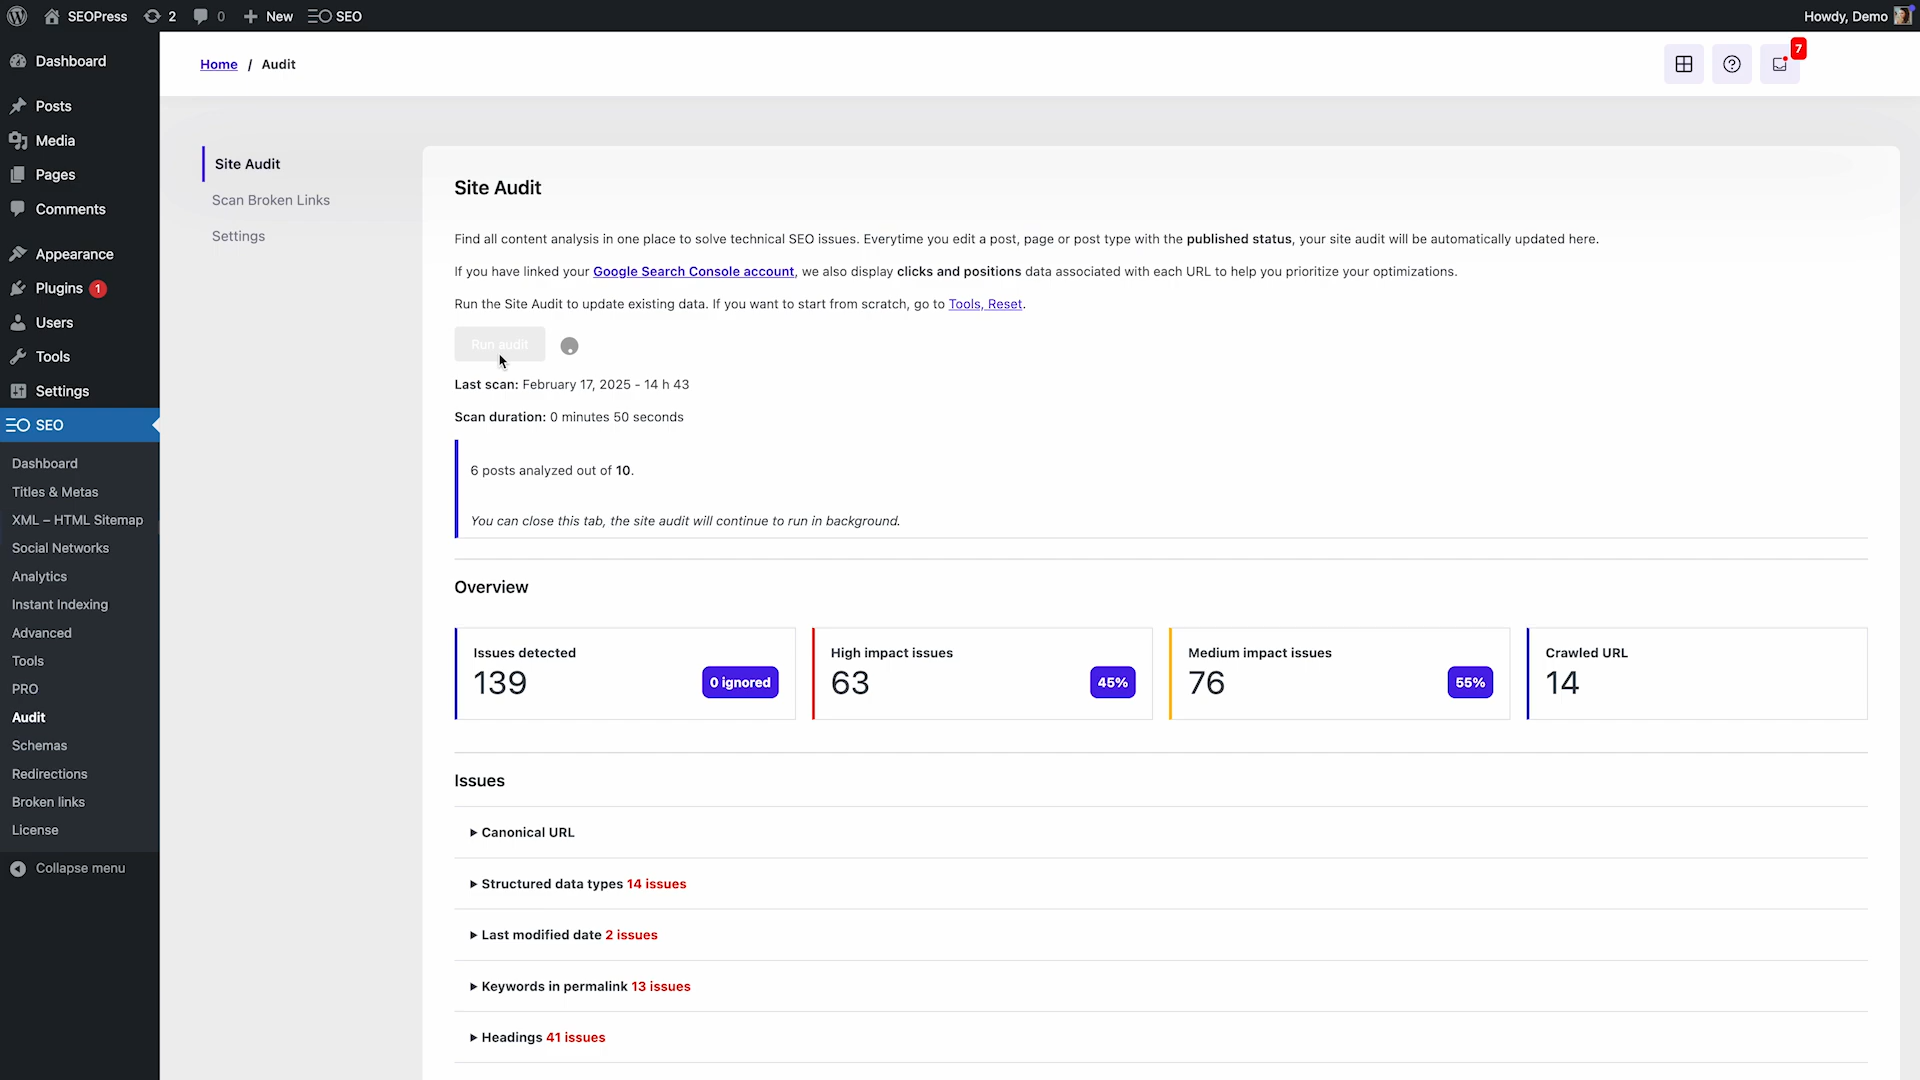 SEOPress 2 0 New SEO Howdy, Demo
Dashboard
Posts
Media
Pages
Comments
Appearance
Plugins 1
Users
Tools
Settings
SEO
Dashboard
Titles & Metas
XML – HTML Sitemap
Social Networks
Analytics
Instant Indexing
Advanced
Tools
PRO
Audit
Schemas
Redirections
Broken links
License
Collapse menu
Home / Audit
7
Site Audit
Scan Broken Links
Settings
Site Audit
Find all content analysis in one place to solve technical SEO issues. Everytime you edit a post, page or post type with the published status, your site audit will be automatically updated here.
If you have linked your Google Search Console account, we also display clicks and positions data associated with each URL to help you prioritize your optimizations.
Run the Site Audit to update existing data. If you want to start from scratch, go to Tools, Reset.
Run audit
Last scan: February 17, 2025 - 14 h 43
Scan duration: 0 minutes 50 seconds
6 posts analyzed out of 10.
You can close this tab, the site audit will continue to run in background.
Overview
Issues detected
139
0 ignored
High impact issues
63
45%
Medium impact issues
76
55%
Crawled URL
14
Issues
Canonical URL
Structured data types 14 issues
Last modified date 2 issues
Keywords in permalink 13 issues
Headings 41 issues